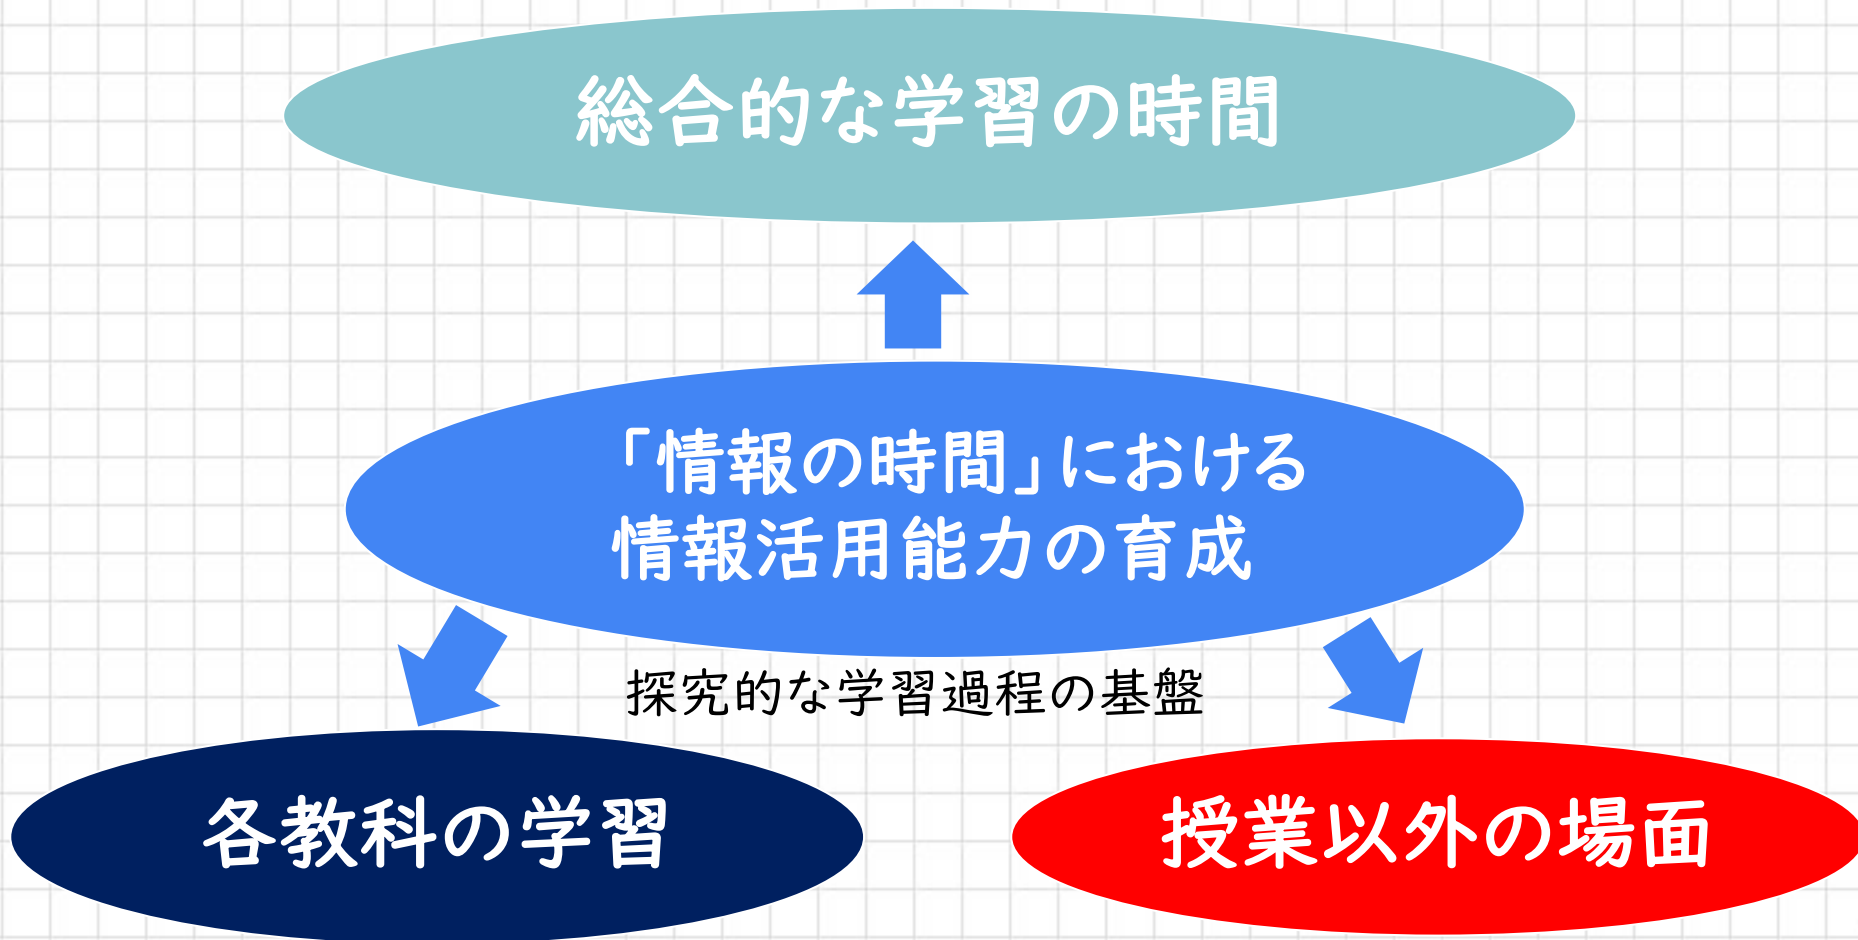 総合的な学習の時間
「情報の時間」における
情報活用能力の育成
探究的な学習過程の基盤
各教科の学習
授業以外の場面